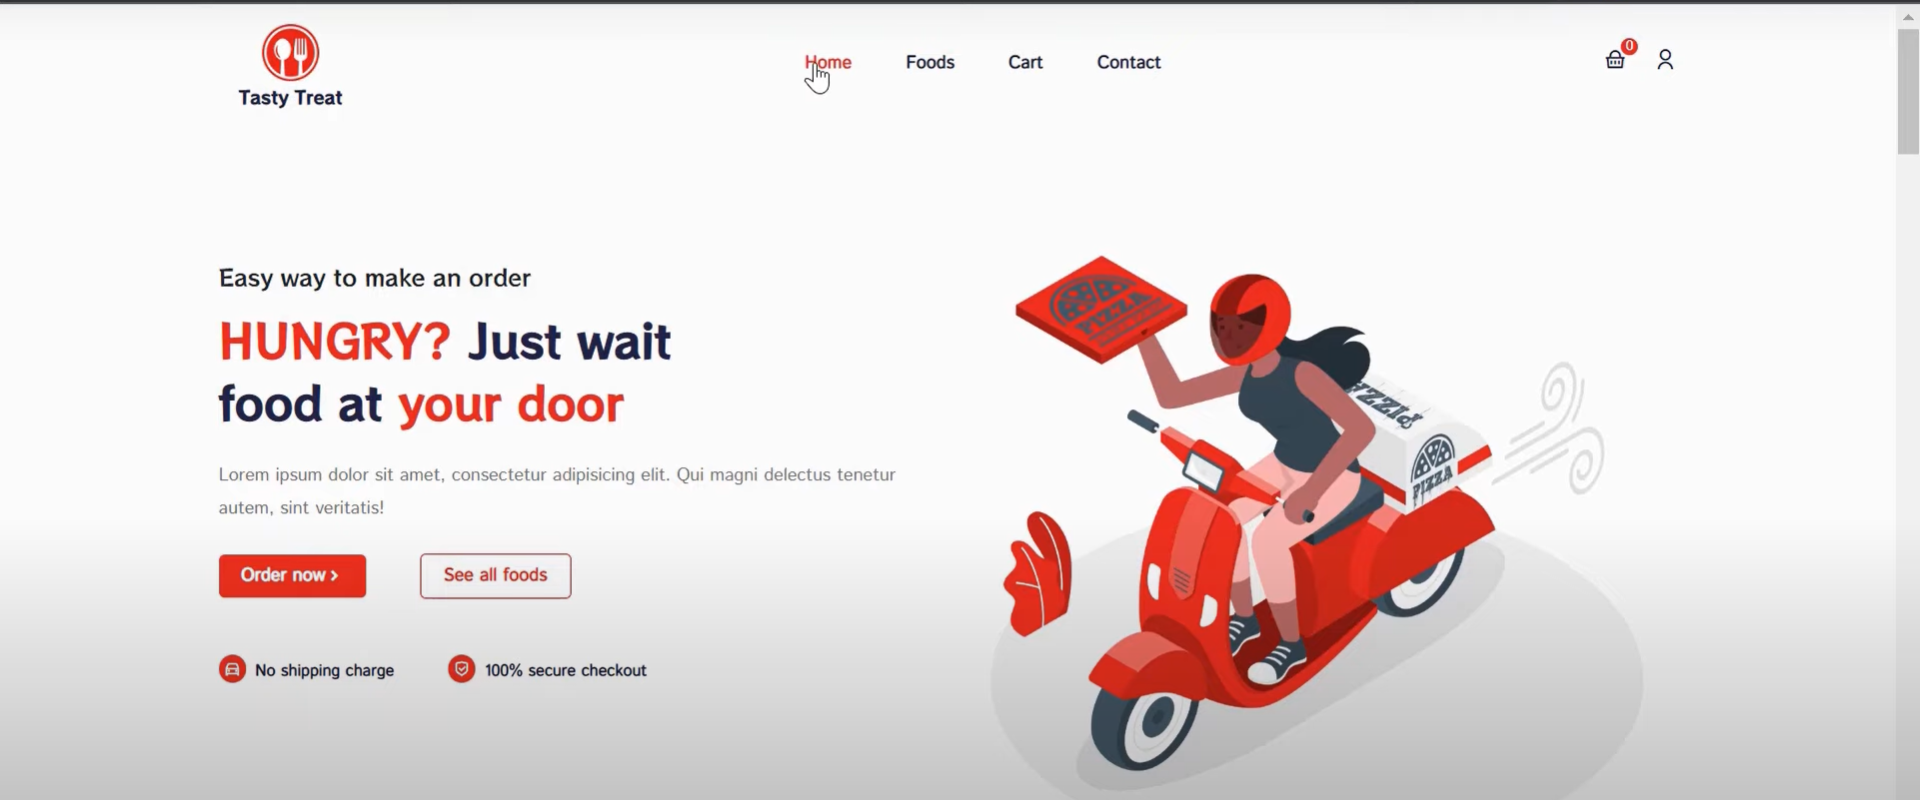 Tasty Treat
Home
Foods
Cart
Contact
0
Easy way to make an order
HUNGRY? Just wait
food at your door
Lorem ipsum dolor sit amet, consectetur adipisicing elit. Qui magni delectus tenetur
autem, sint veritatis!
Order now >
See all foods
No shipping charge
100% secure checkout
PIZZA
PIZZA
PIZZA